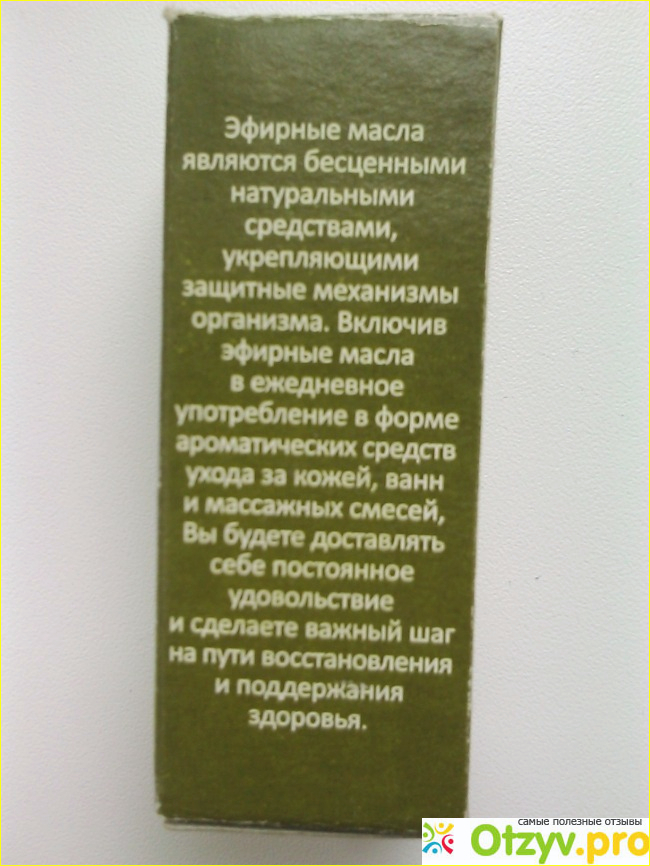 Эфирные масла
являются бесценными
натуральными
средствами,
укрепляющими
защитные механизмы
организма. Включив
эфирные масла
в ежедневное
употребление в форме
ароматических средств
ухода за кожей, ванн
и массажных смесей,
Вы будете доставлять
себе постоянное
удовольствие
и сделаете важный шаг
на пути восстановления
и поддержания
здоровья.
самые полезные отзывы
Otzyv.pro